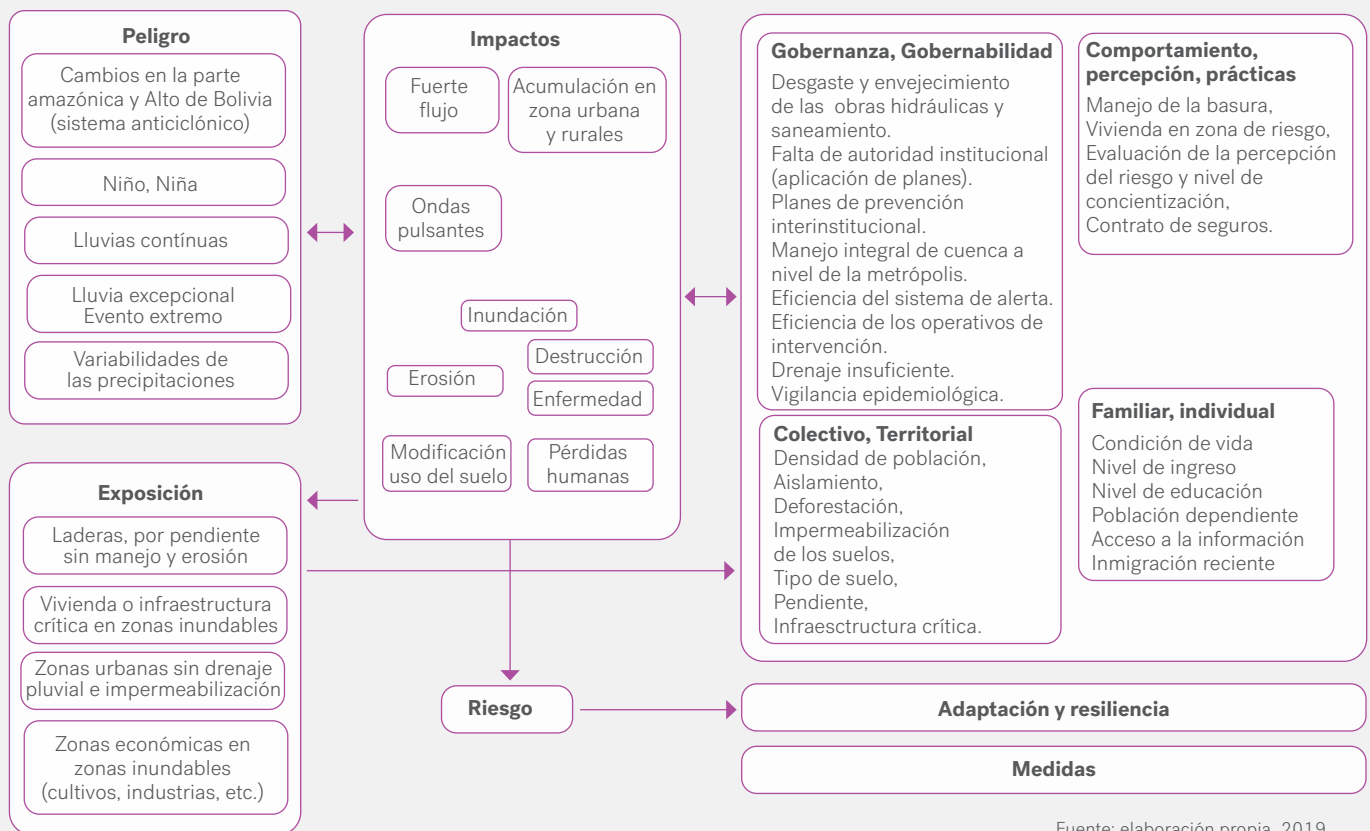 Peligro
Cambios en la parte
amazónica y Alto de Bolivia
(sistema anticiclónico)
Niño, Niña
Lluvias contínuas
Lluvia excepcional
Evento extremo
Variabilidades de
las precipitaciones
Exposición
Laderas, por pendiente
sin manejo y erosión
Vivienda o infraestructura
crítica en zonas inundables
Zonas urbanas sin drenaje
pluvial e impermeabilización
Zonas económicas en
zonas inundables
(cultivos, industrias, etc.)
Impactos
Fuerte
flujo
Acumulación en
zona urbana
y rurales
Ondas
pulsantes
Inundación
Destrucción
Erosión
Enfermedad
Modificación
uso del suelo
Pérdidas
humanas
Riesgo
Gobernanza, Gobernabilidad
Desgaste y envejecimiento
de las obras hidráulicas y
saneamiento.
Falta de autoridad institucional
(aplicación de planes).
Planes de prevención
interinstitucional.
Manejo integral de cuenca a
nivel de la metrópolis.
Eficiencia del sistema de alerta.
Eficiencia de los operativos de
intervención.
Drenaje insuficiente.
Vigilancia epidemiológica.
Comportamiento,
percepción, prácticas
Manejo de la basura,
Vivienda en zona de riesgo,
Evaluación de la percepción
del riesgo y nivel de
concientización,
Contrato de seguros.
Colectivo, Territorial
Densidad de población,
Aislamiento,
Deforestación,
Impermeabilización
de los suelos,
Tipo de suelo,
Pendiente,
Infraesctructura crítica.
Familiar, individual
Condición de vida
Nivel de ingreso
Nivel de educación
Población dependiente
Acceso a la información
Inmigración reciente
Adaptación y resiliencia
Medidas
Fuente: elaboración propia, 2019